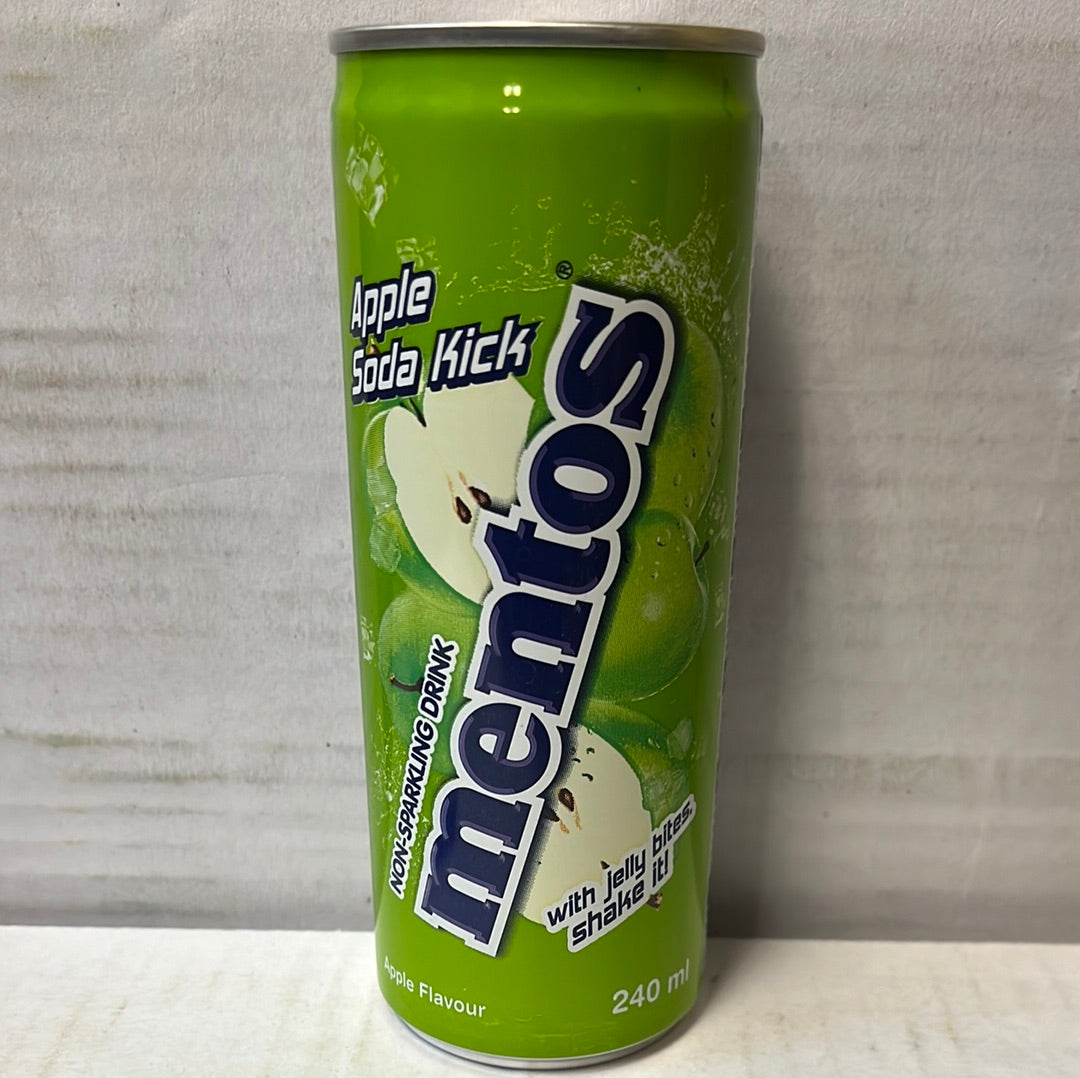 Apple
Soda Kick
mentos®
NON-SPARKLING DRINK
with jelly bites,
shake it!
Apple Flavour
240 ml